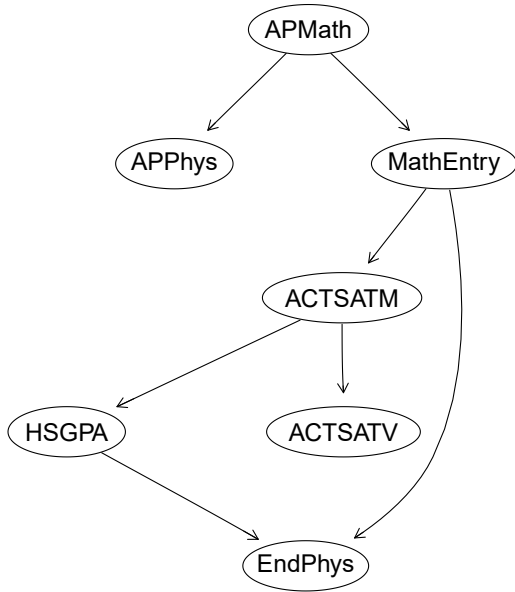 APMath
APPhys
MathEntry
ACTSATM
HSGPA
ACTSATV
EndPhys